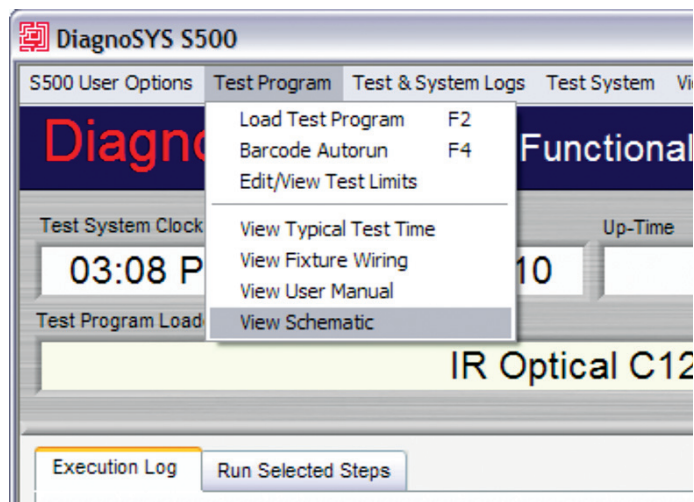 DiagnoSYS S500
S500 User Options Test Program Test & System Logs Test System
Load Test Program F2
Barcode Autorun F4
Edit/View Test Limits
View Typical Test Time
View Fixture Wiring
View User Manual
View Schematic
Functional
Test System Clock
Up-Time
03:08 P
10
IR Optical C12
Execution Log Run Selected Steps